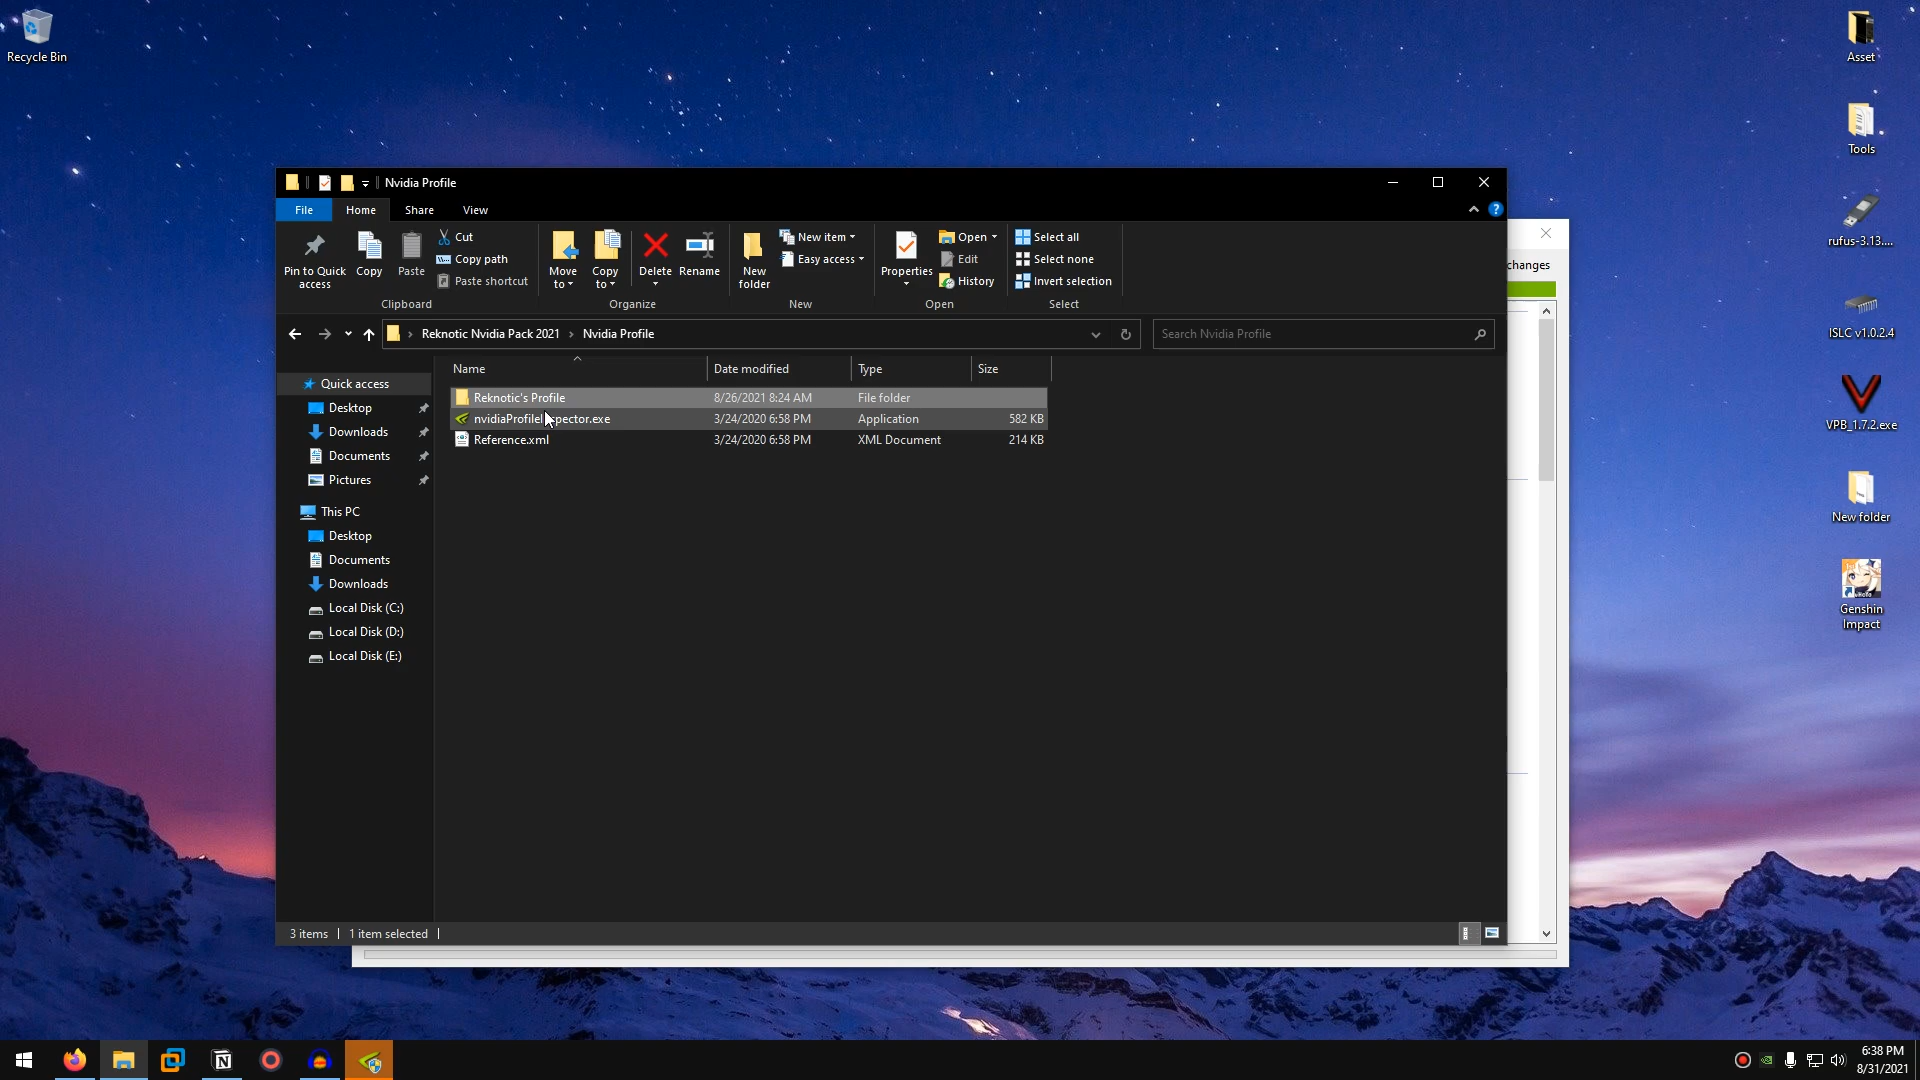 Recycle Bin
Asset
Tools
rufus-3.13....
ISLC v1.0.2.4
VPB_1.7.2.exe
New folder
Genshin
Impact
Nvidia Profile
File
Home
Share
View
Pin to Quick
access
Copy
Paste
Cut
Copy path
Paste shortcut
Clipboard
Move
to
Copy
to
Delete
Rename
Organize
New
folder
New item
Easy access
New
Properties
Open
Edit
History
Open
Select all
Select none
Invert selection
Select
changes
Reknotic Nvidia Pack 2021 › Nvidia Profile
Search Nvidia Profile
Name Date modified Type Size
Reknotic's Profile 8/26/2021 8:24 AM File folder
3/24/2020 6:58 PM Application 582 KB
Reference.xml 3/24/2020 6:58 PM XML Document 214 KB
Quick access
Desktop
Downloads
Documents
Pictures
This PC
Desktop
Documents
Downloads
Local Disk (C:)
Local Disk (D:)
Local Disk (E:)
3 items
1 item selected
6:38 PM
8/31/2021